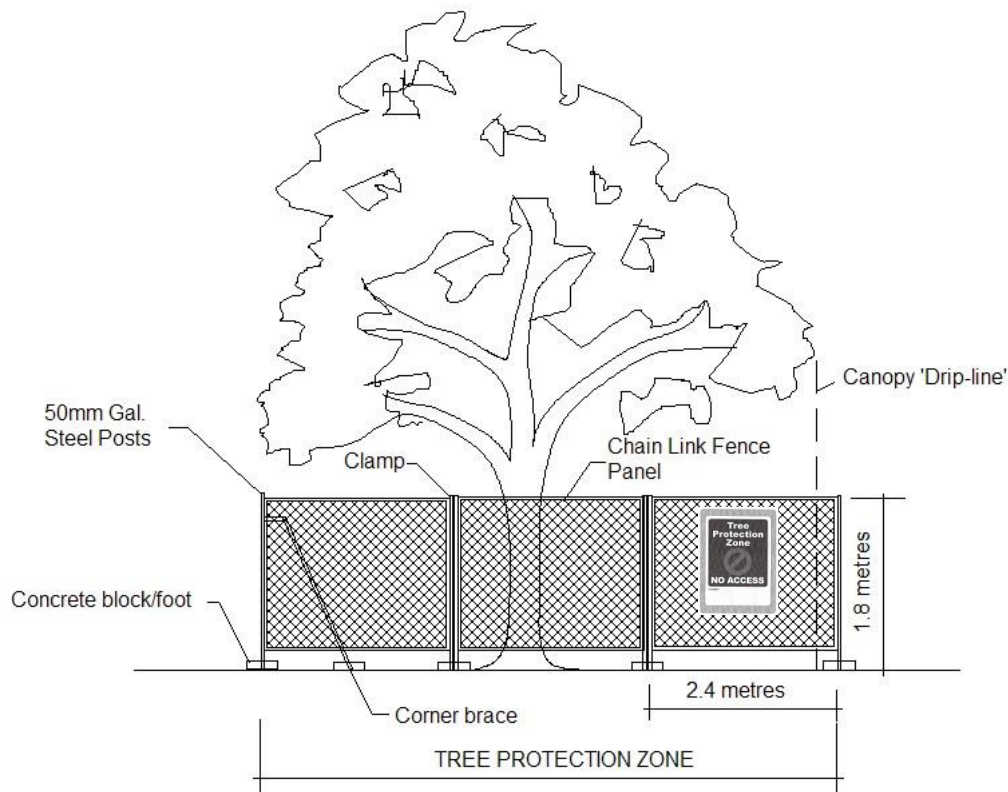 Canopy 'Drip-line'
50mm Gal.
Steel Posts
Clamp
Chain Link Fence
Panel
Tree
Protection
Zone
NO ACCESS
1.8 metres
Concrete block/foot
2.4 metres
Corner brace
TREE PROTECTION ZONE